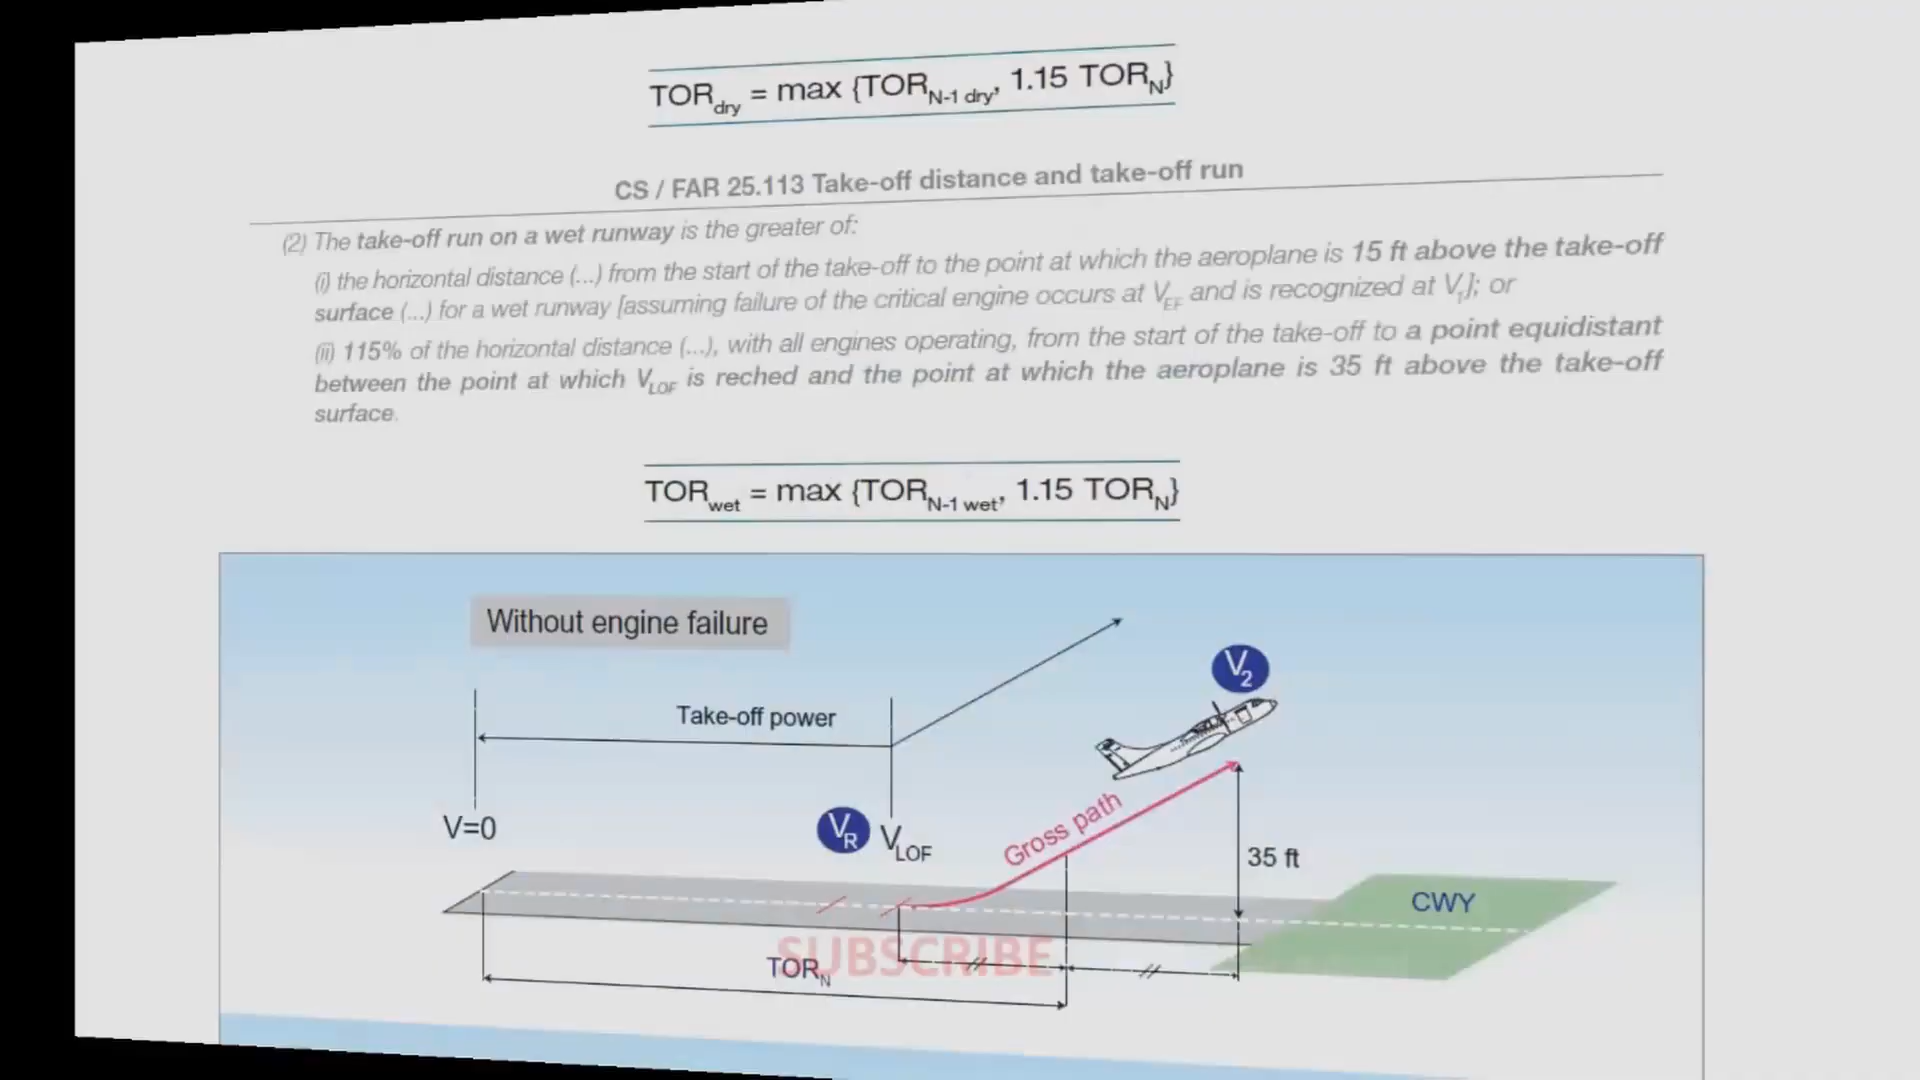 TORdry = max {TORN-1 dry, 1.15 TORN}
CS / FAR 25.113 Take-off distance and take-off run
(2) The take-off run on a wet runway is the greater of:
(i) the horizontal distance (...) from the start of the take-off to the point at which the aeroplane is 15 ft above the take-off
surface (...) for a wet runway [assuming failure of the critical engine occurs at VEF and is recognized at V1]; or
(ii) 115% of the horizontal distance (...), with all engines operating, from the start of the take-off to a point equidistant
between the point at which VLOF is reched and the point at which the aeroplane is 35 ft above the take-off
surface.
TORwet = max {TORN-1 wet, 1.15 TORN}
Without engine failure
V2
Take-off power
V=0
VR VLOF
Gross path
35 ft
CWY
SUBSCRIBE
TORN